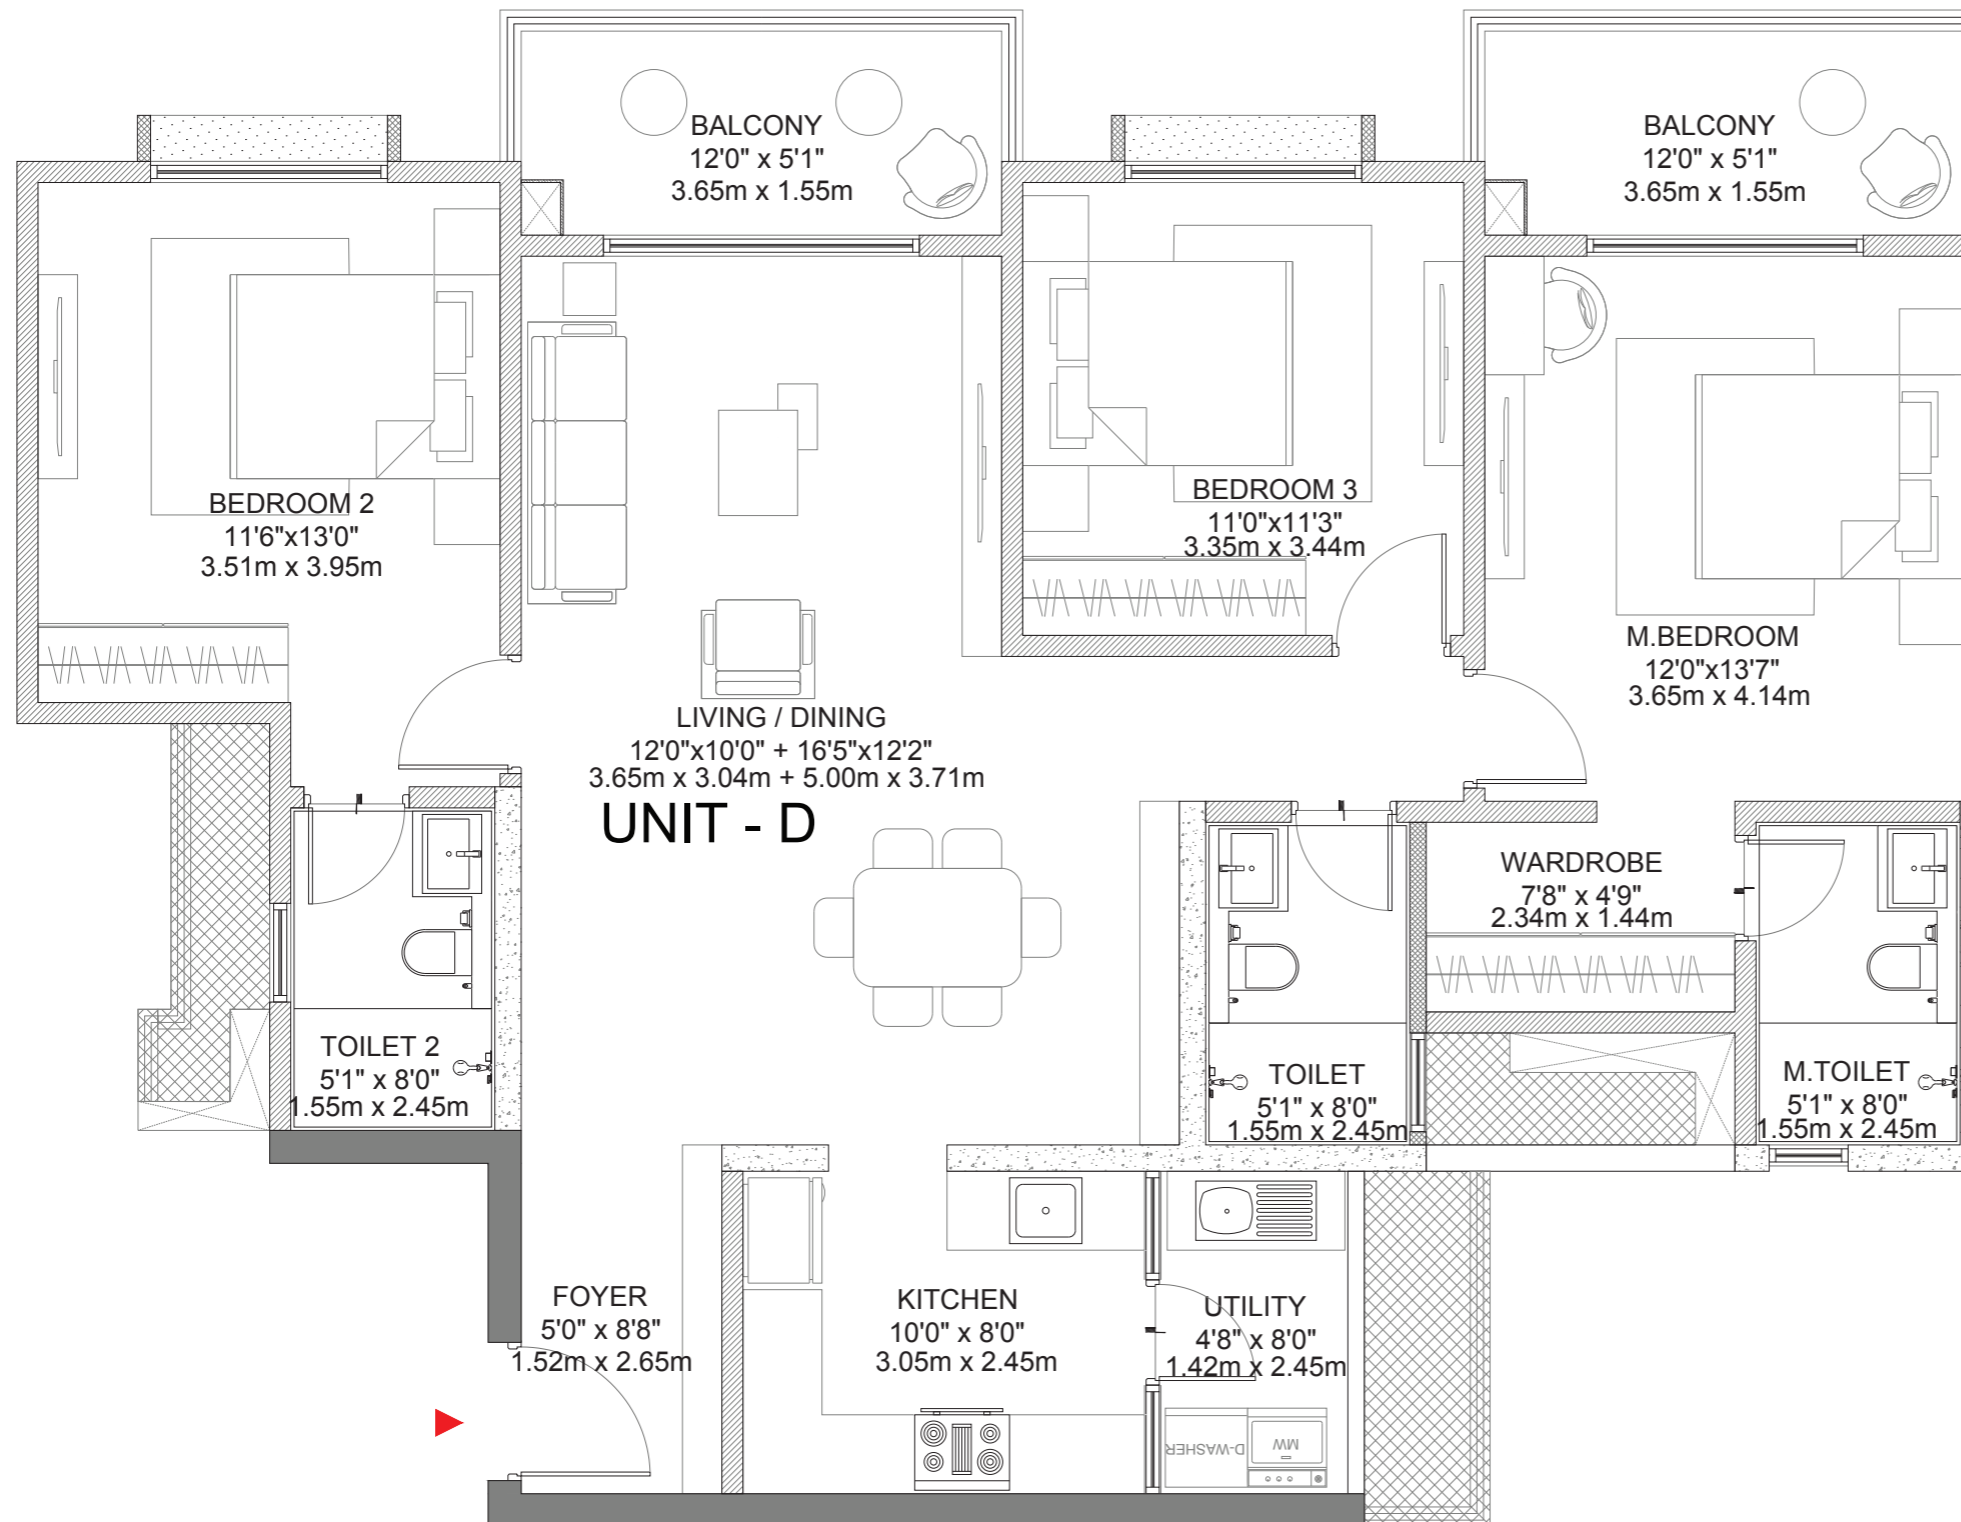 BALCONY
12'0" x 5'1"
3.65m x 1.55m
BALCONY
12'0" x 5'1"
3.65m x 1.55m
BEDROOM 2
11'6"x13'0"
3.51m x 3.95m
BEDROOM 3
11'0"x11'3"
3.35m x 3.44m
M.BEDROOM
12'0"x13'7"
3.65m x 4.14m
LIVING / DINING
12'0"x10'0" + 16'5"x12'2"
3.65m x 3.04m + 5.00m x 3.71m
UNIT - D
WARDROBE
7'8" x 4'9"
2.34m x 1.44m
TOILET 2
5'1" x 8'0"
1.55m x 2.45m
TOILET
5'1" x 8'0"
1.55m x 2.45m
M.TOILET
5'1" x 8'0"
1.55m x 2.45m
FOYER
5'0" x 8'8"
1.52m x 2.65m
KITCHEN
10'0" x 8'0"
3.05m x 2.45m
UTILITY
4'8" x 8'0"
1.42m x 2.45m
D-WASHER
MW